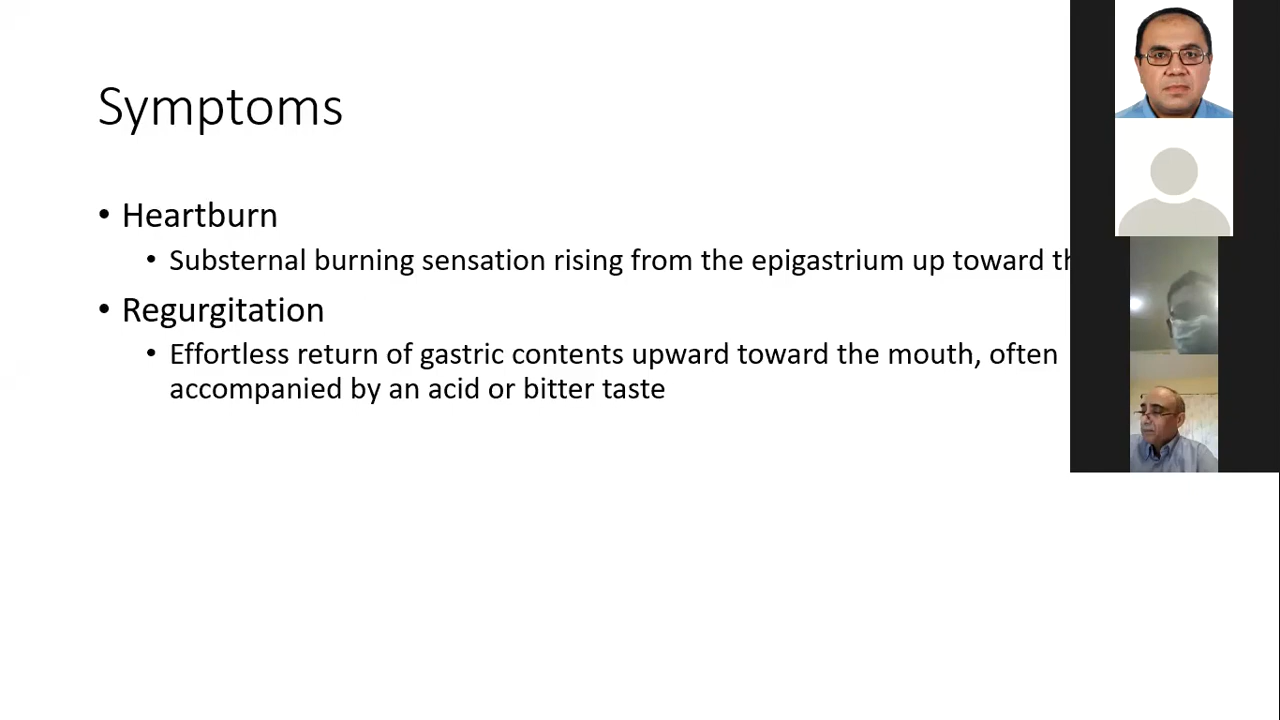 Symptoms
• Heartburn
• Substernal burning sensation rising from the epigastrium up toward
• Regurgitation
• Effortless return of gastric contents upward toward the mouth, often
accompanied by an acid or bitter taste